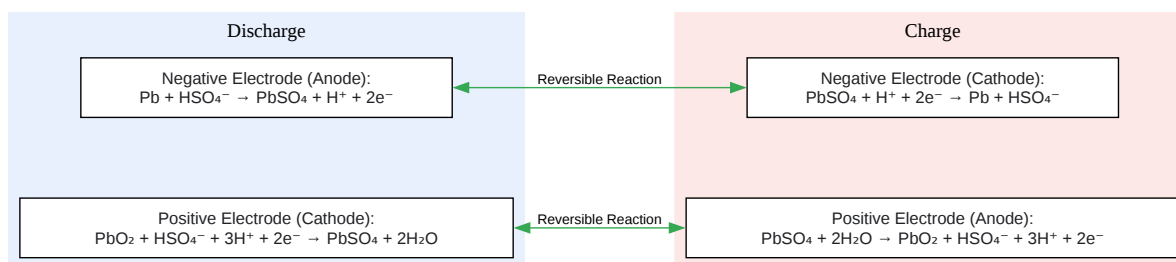 Discharge
Charge
Negative Electrode (Anode):
Pb + HSO₄⁻ → PbSO₄ + H⁺ + 2e⁻
Reversible Reaction
Negative Electrode (Cathode):
PbSO₄ + H⁺ + 2e⁻ → Pb + HSO₄⁻
Positive Electrode (Cathode):
PbO₂ + HSO₄⁻ + 3H⁺ + 2e⁻ → PbSO₄ + 2H₂O
Reversible Reaction
Positive Electrode (Anode):
PbSO₄ + 2H₂O → PbO₂ + HSO₄⁻ + 3H⁺ + 2e⁻